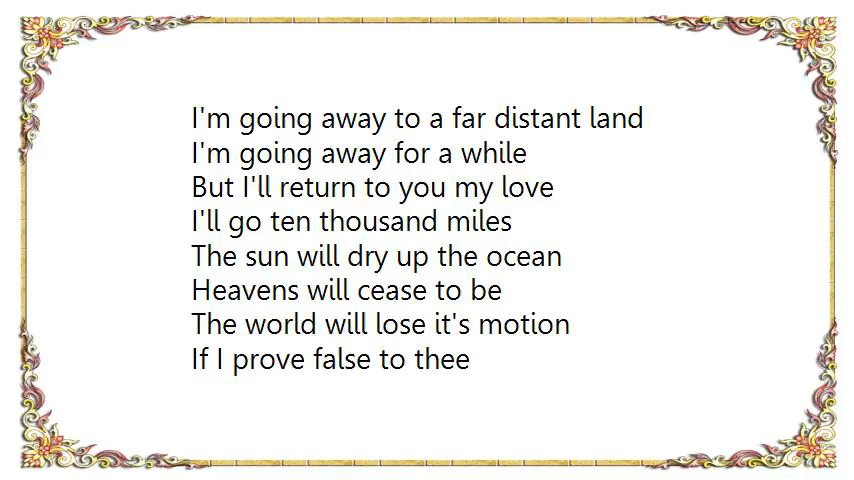 I'm going away to a far distant land
I'm going away for a while
But I'll return to you my love
I'll go ten thousand miles
The sun will dry up the ocean
Heavens will cease to be
The world will lose it's motion
If I prove false to thee